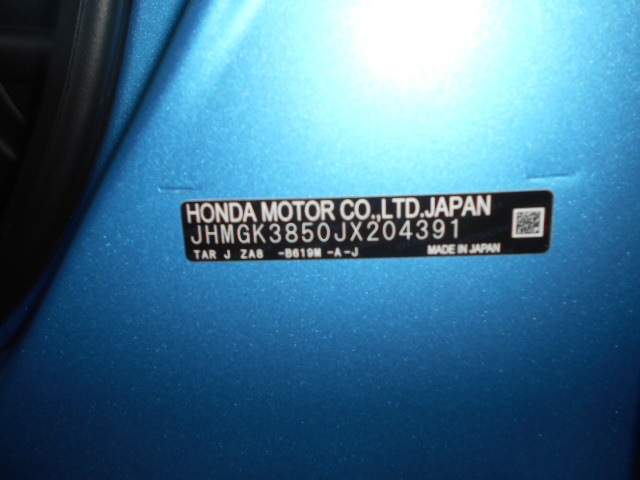 HONDA MOTOR CO.,LTD.JAPAN
JHMGK3850JX204391
TAR J ZA8 -B619M -A-J MADE IN JAPAN